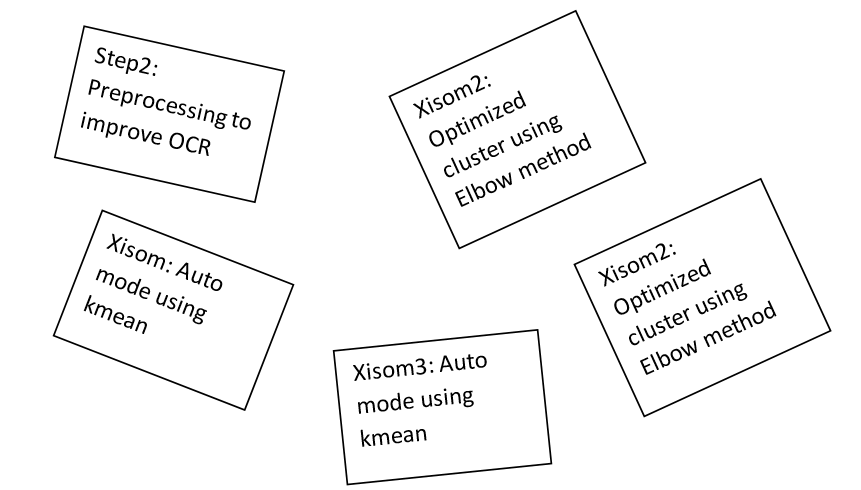 Step2:
Preprocessing to
improve OCR
Xisom2:
Optimized
cluster using
Elbow method
Xisom: Auto
mode using
kmean
Xisom2:
Optimized
cluster using
Elbow method
Xisom3: Auto
mode using
kmean